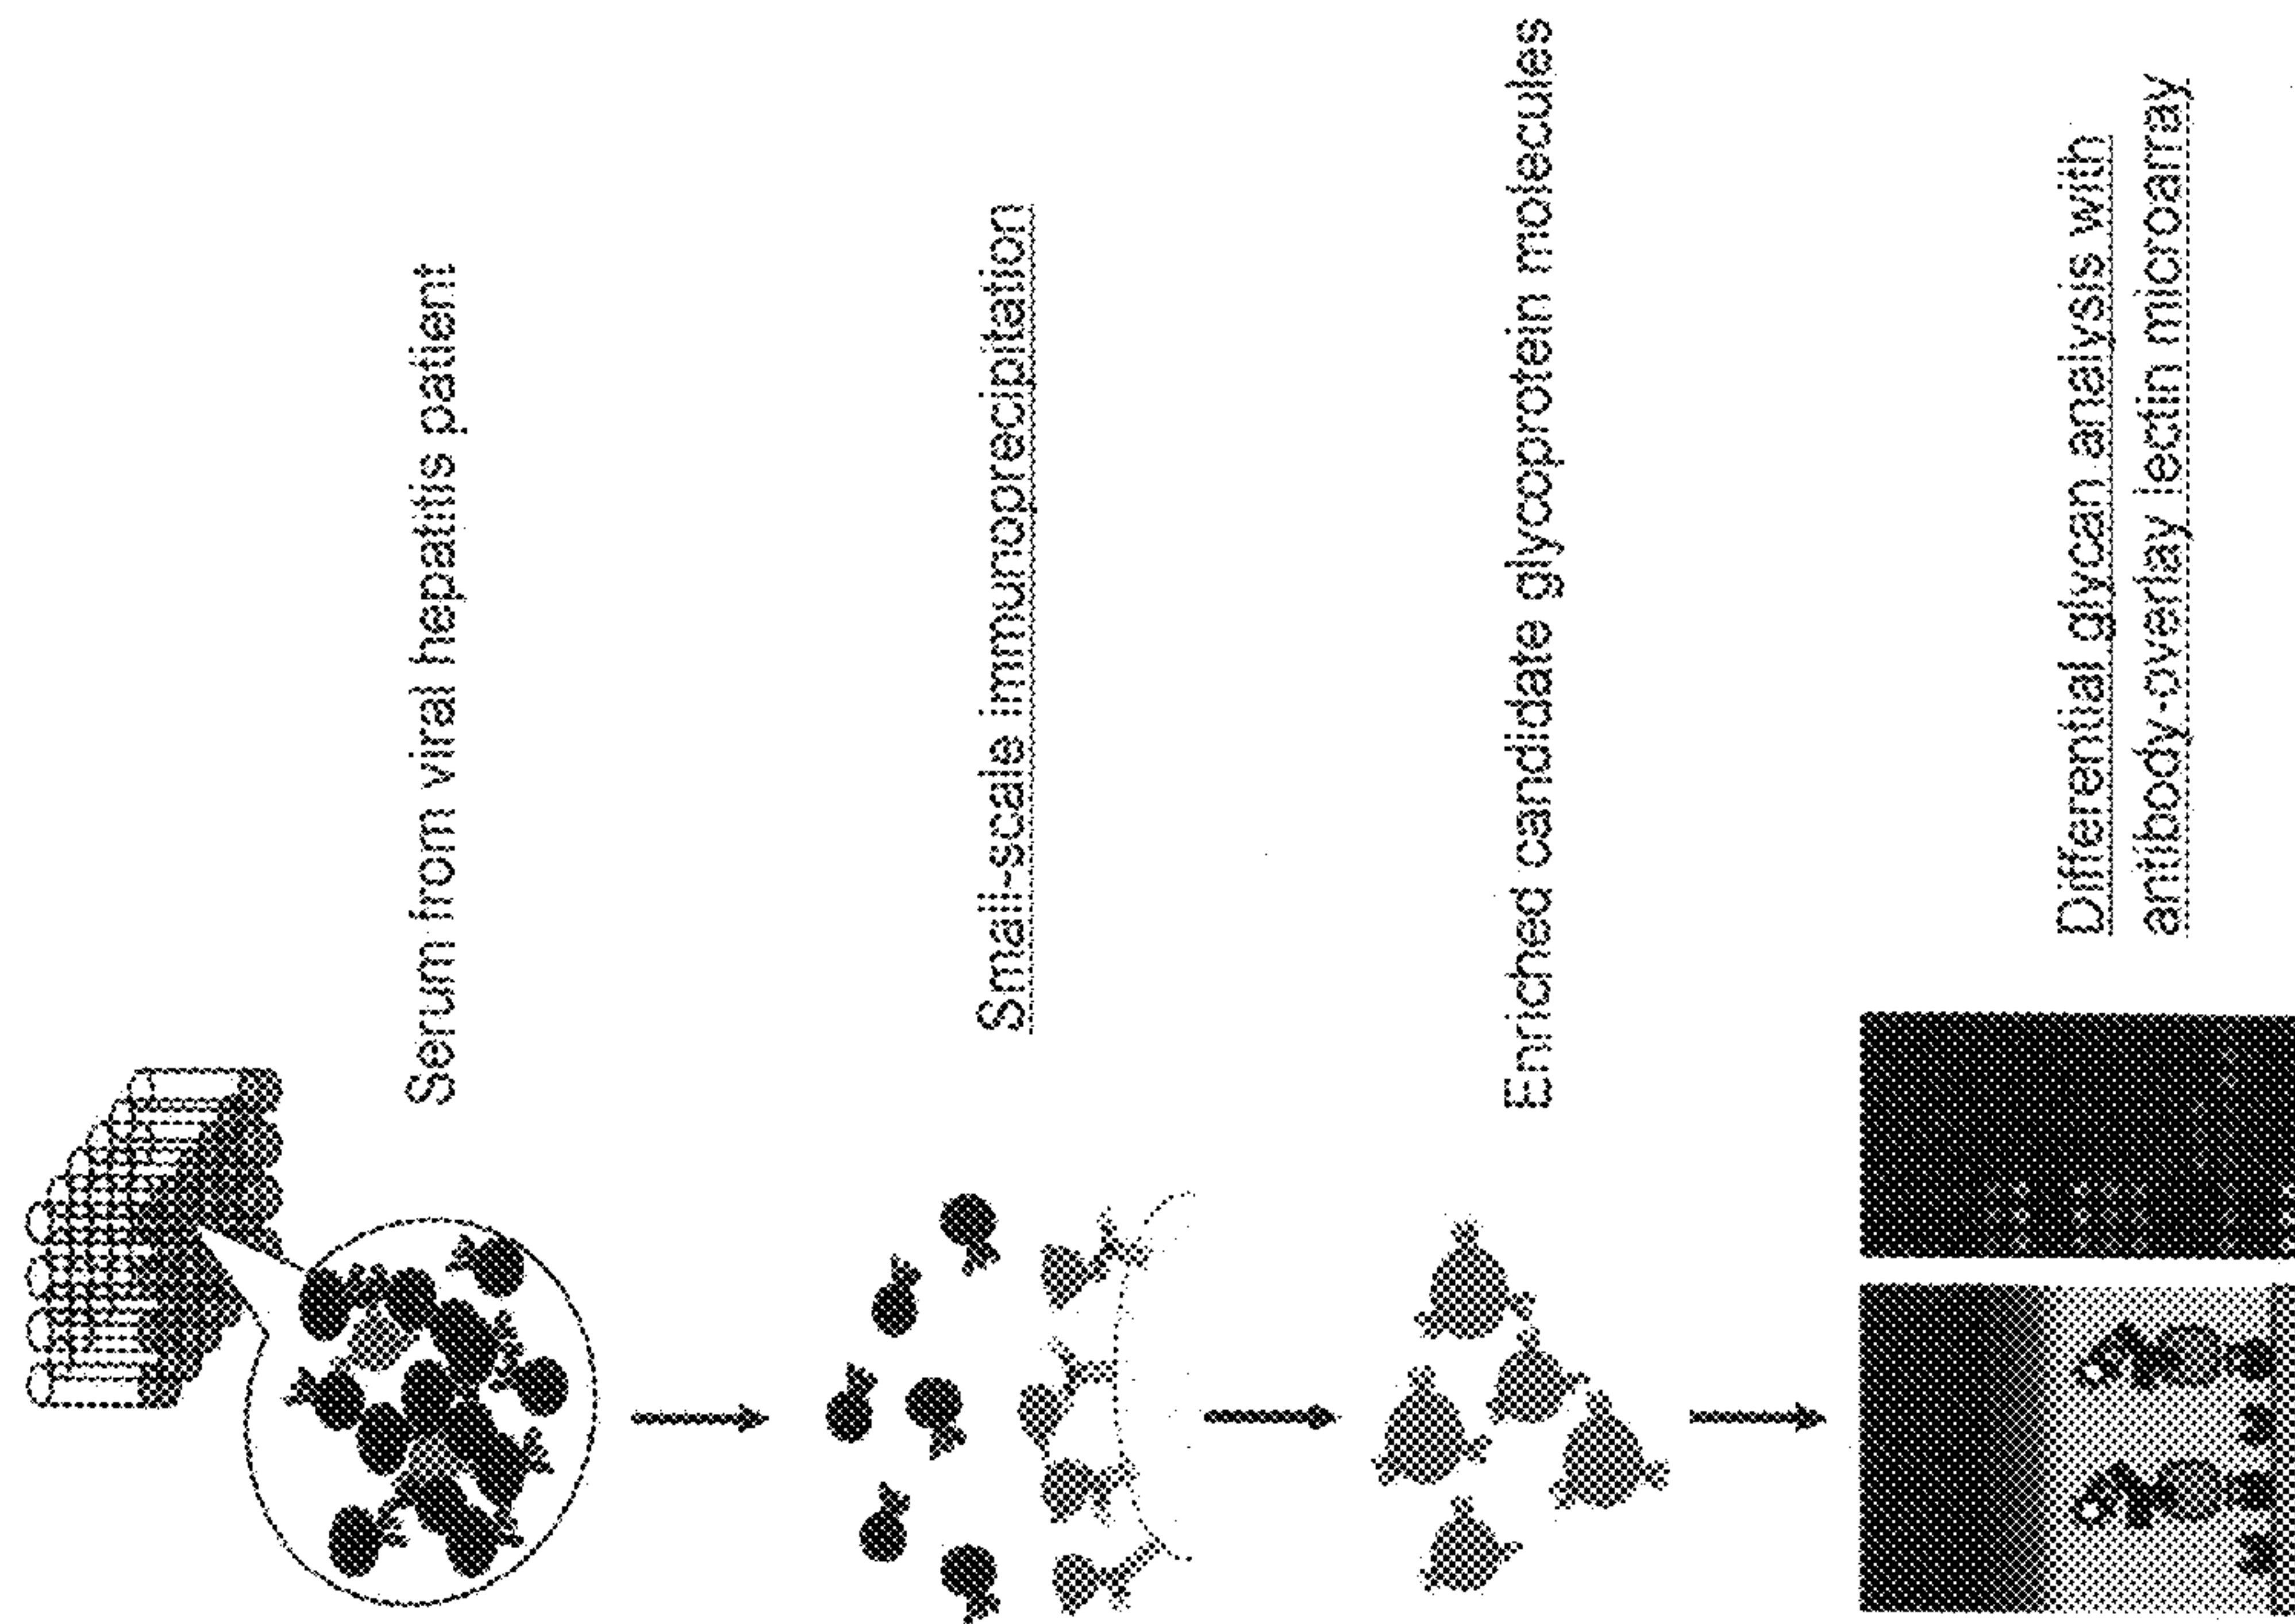 Serum from viral hepatitis patient
Small-scale immunoprecipitation
Enriched candidate glycoprotein molecules
Differential glycan analysis with
antibody-overlay lectin microarray